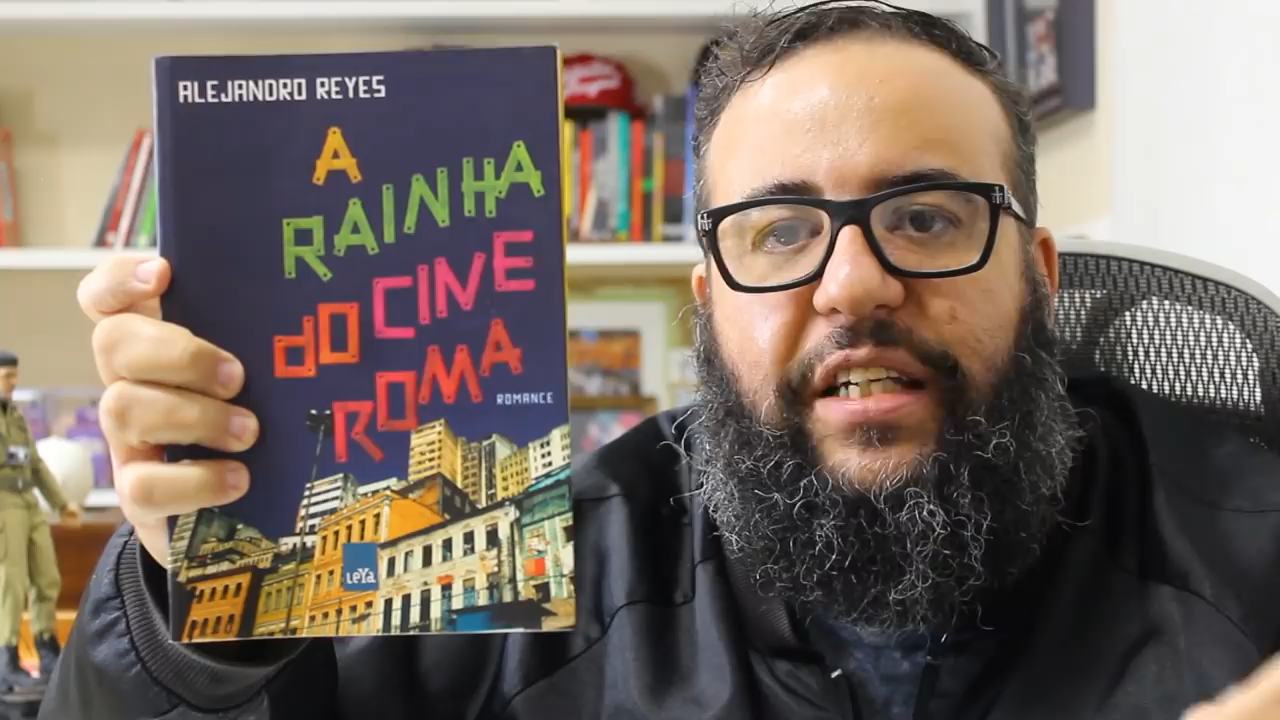 ALEJANDRO REYES
A
RAINHA
do CINE
ROMA
ROMANCE
LeYa